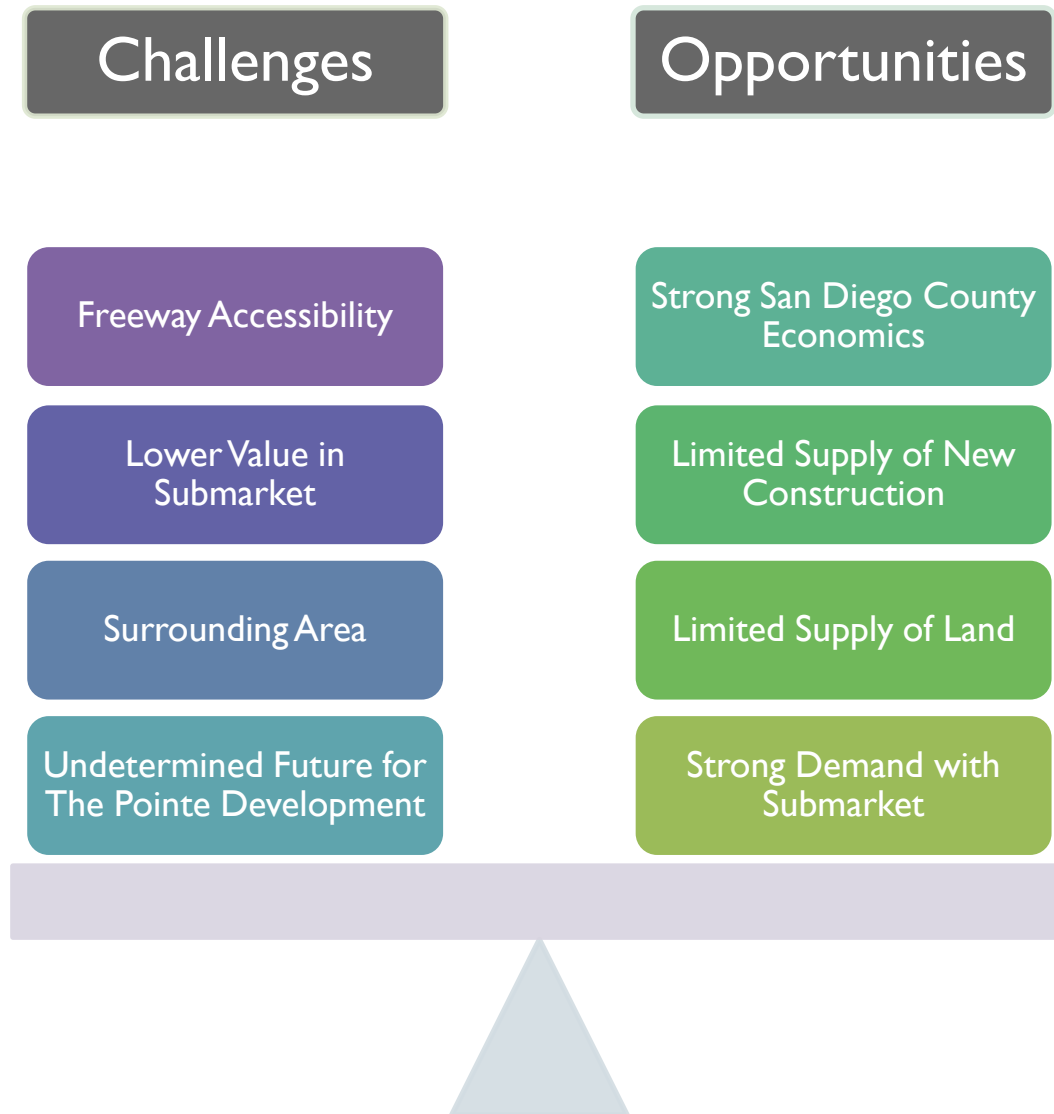 Challenges
Opportunities
Freeway Accessibility
Lower Value in
Submarket
Surrounding Area
Undetermined Future for
The Pointe Development
Strong San Diego County
Economics
Limited Supply of New
Construction
Limited Supply of Land
Strong Demand with
Submarket